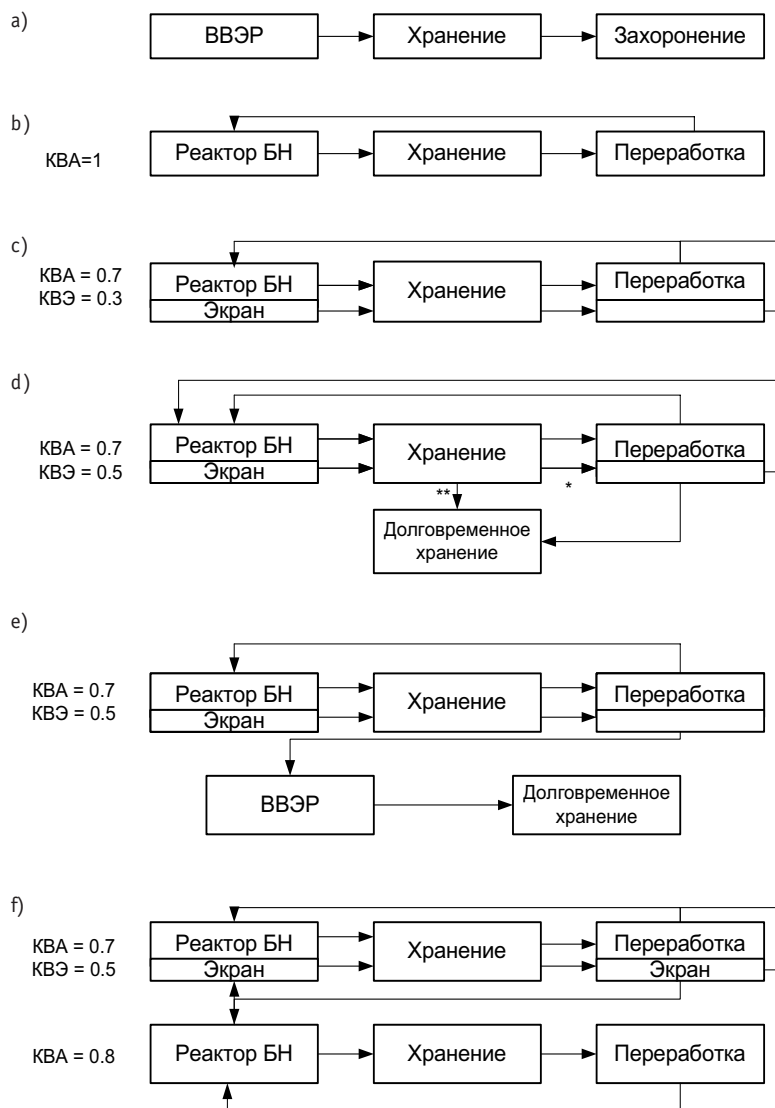 a)
ВВЭР
Хранение
Захоронение
b)
КВА=1
Реактор БН
Хранение
Переработка
c)
КВА = 0.7
КВЭ = 0.3
Реактор БН
Экран
Хранение
Переработка
d)
КВА = 0.7
КВЭ = 0.5
Реактор БН
Экран
Хранение
Переработка
**
*
Долговременное
хранение
e)
КВА = 0.7
КВЭ = 0.5
Реактор БН
Экран
Хранение
Переработка
ВВЭР
Долговременное
хранение
f)
КВА = 0.7
КВЭ = 0.5
Реактор БН
Экран
Хранение
Переработка
Экран
КВА = 0.8
Реактор БН
Хранение
Переработка